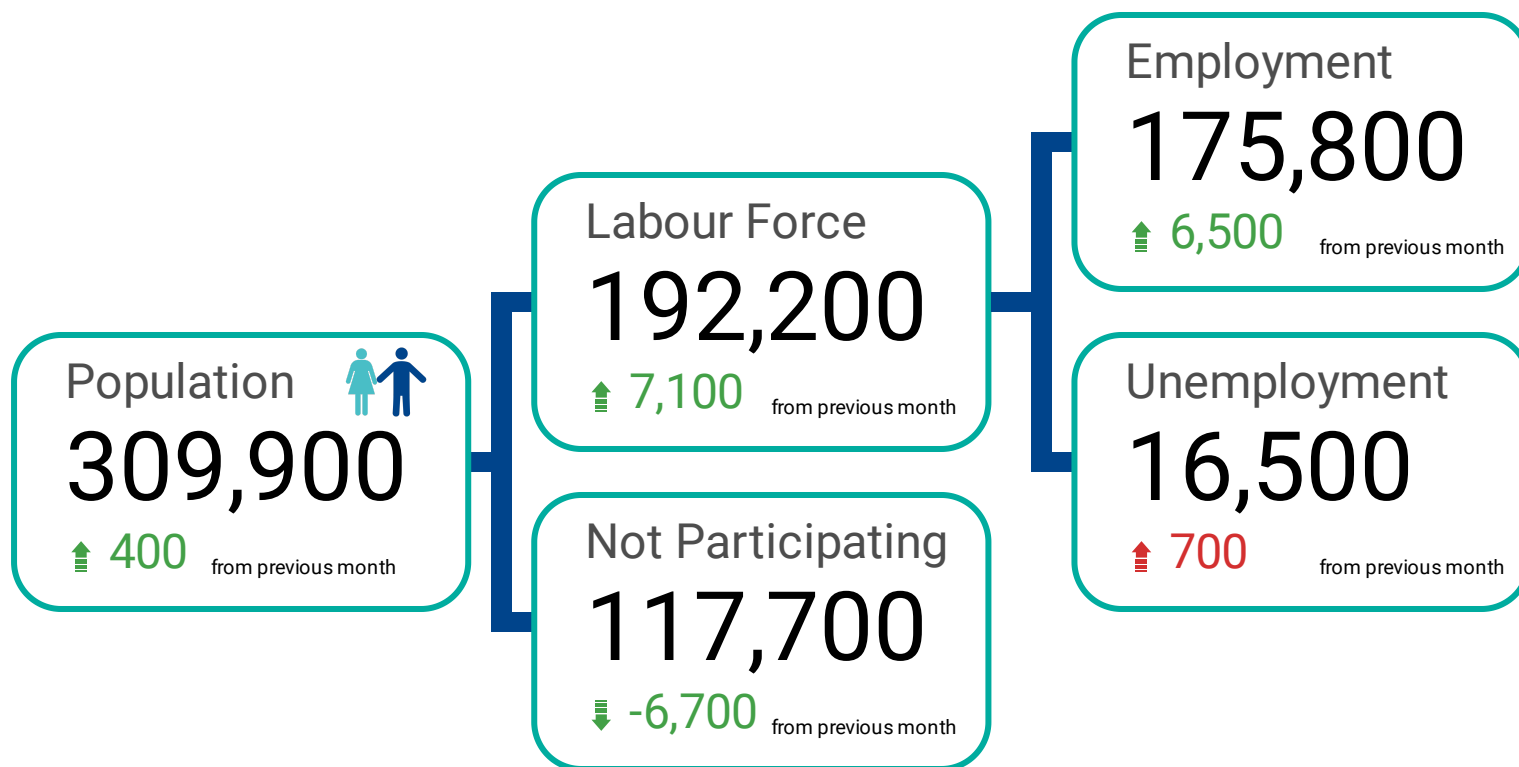 Population
309,900
400 from previous month
Labour Force
192,200
7,100 from previous month
Not Participating
117,700
-6,700 from previous month
Employment
175,800
6,500 from previous month
Unemployment
16,500
700 from previous month